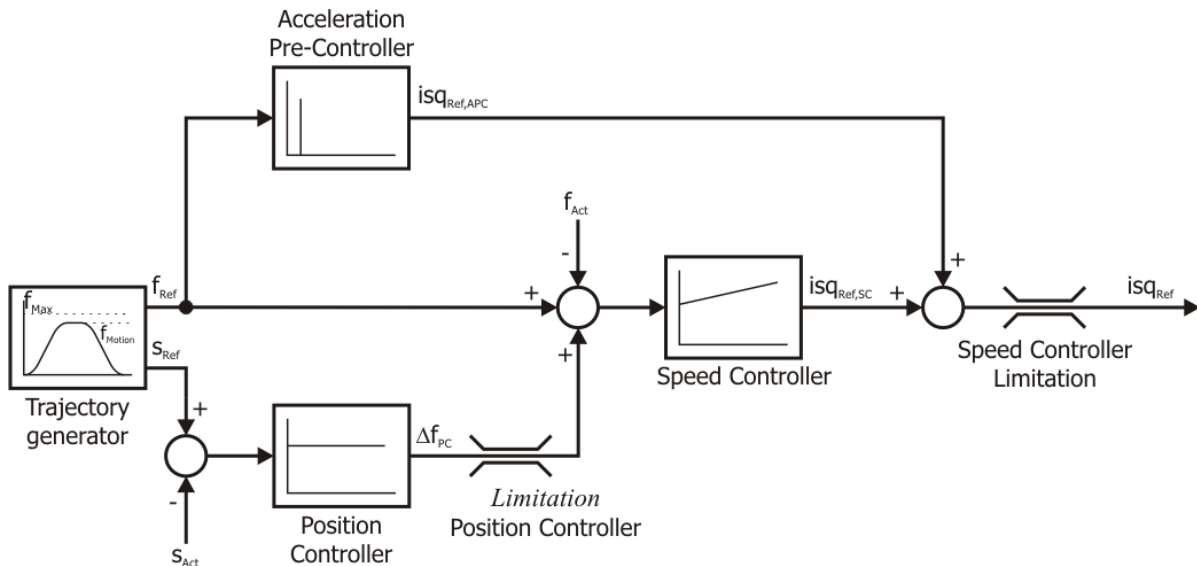 Acceleration
Pre-Controller
isqRef,APC
fAct
-
+
fRef
+
isqRef,SC
+
isqRef
fMax
fMotion
sRef
+
Speed Controller
Speed Controller
Limitation
Trajectory
generator
+
ΔfPC
-
Limitation
Position Controller
Position
Controller
sAct